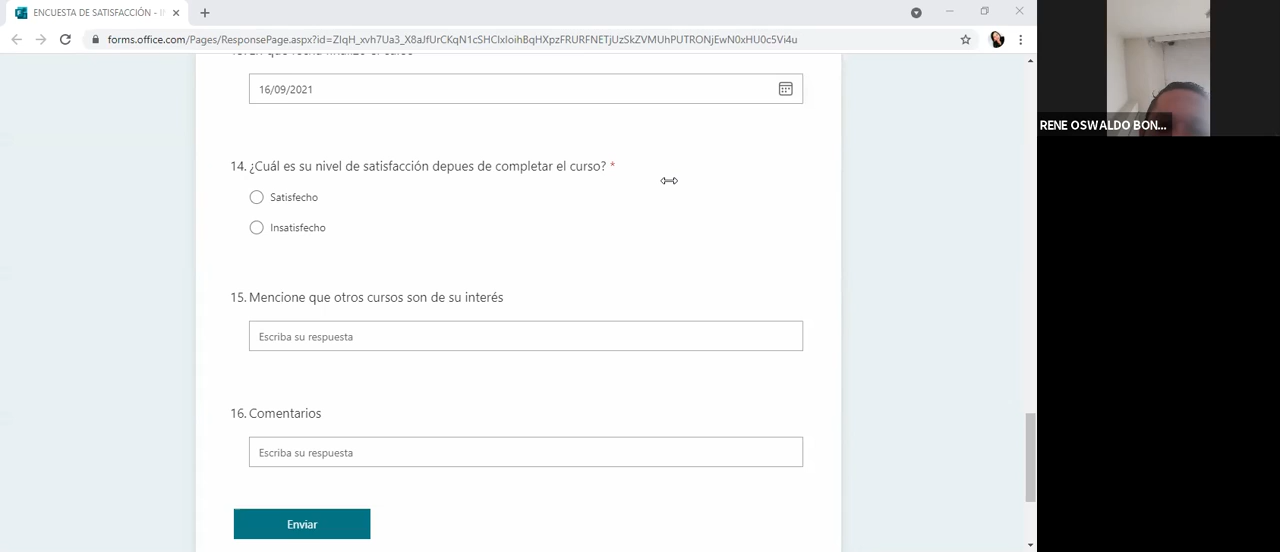 ENCUESTA DE SATISFACCIÓN - I
forms.office.com/Pages/ResponsePage.aspx?id=
16/09/2021
14. ¿Cuál es su nivel de satisfacción depues de completar el curso? *
Satisfecho
Insatisfecho
15. Mencione que otros cursos son de su interés
Escriba su respuesta
16. Comentarios
Escriba su respuesta
Enviar
RENE OSWALDO BON...